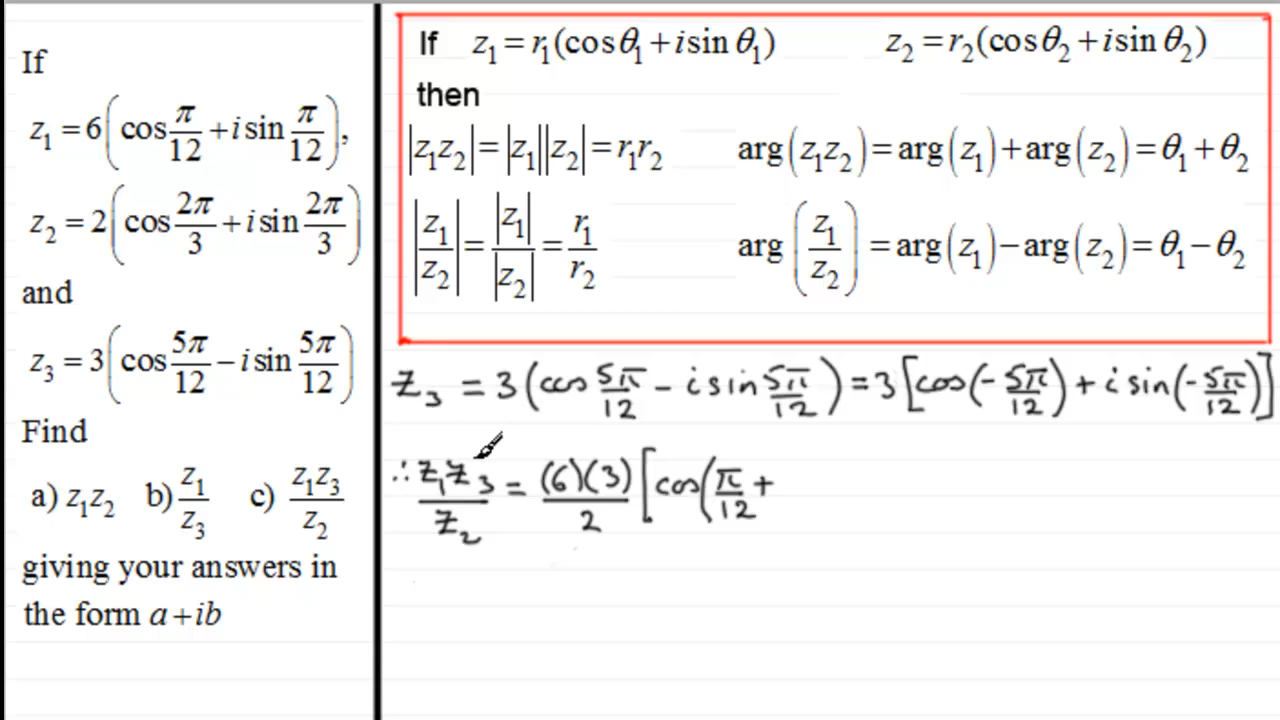 If
z₁ = 6(cos π/12 + i sin π/12),
z₂ = 2(cos 2π/3 + i sin 2π/3)
and
z₃ = 3(cos 5π/12 − i sin 5π/12)
Find
a) z₁z₂ b) z₁/z₃ c) z₁z₃/z₂
giving your answers in
the form a + ib
If z₁ = r₁(cosθ₁ + i sin θ₁) z₂ = r₂(cosθ₂ + i sin θ₂)
then
|z₁z₂| = |z₁||z₂| = r₁r₂ arg(z₁z₂) = arg(z₁) + arg(z₂) = θ₁ + θ₂
|z₁/z₂| = |z₁|/|z₂| = r₁/r₂ arg(z₁/z₂) = arg(z₁) − arg(z₂) = θ₁ − θ₂
z₃ = 3(cos 5π/12 − i sin 5π/12) = 3[cos(−5π/12) + i sin(−5π/12)]
∴ z₁z₃/z₂ = (6)(3)/2 [cos(π/12 +